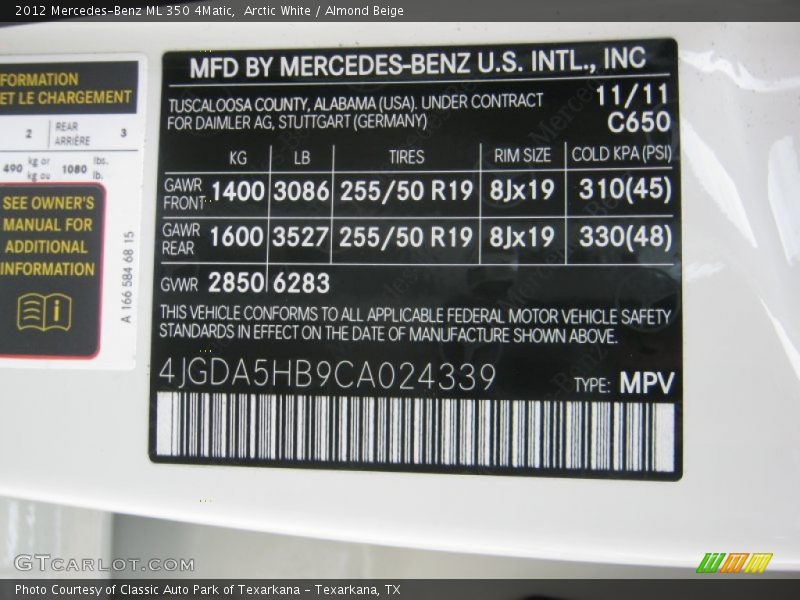 2012 Mercedes-Benz ML 350 4Matic, Arctic White / Almond Beige
FORMATION
ET LE CHARGEMENT
2 REAR ARRIÈRE 3
490 kg or kg ou 1080 lbs. lbs.
SEE OWNER'S
MANUAL FOR
ADDITIONAL
INFORMATION
A 166 584 68 15
MFD BY MERCEDES-BENZ U.S. INTL., INC
TUSCALOOSA COUNTY, ALABAMA (USA). UNDER CONTRACT
FOR DAIMLER AG, STUTTGART (GERMANY)
11/11
C650
KG LB TIRES RIM SIZE COLD KPA (PSI)
GAWR FRONT 1400 3086 255/50 R19 8Jx19 310(45)
GAWR REAR 1600 3527 255/50 R19 8Jx19 330(48)
GVWR 2850 6283
THIS VEHICLE CONFORMS TO ALL APPLICABLE FEDERAL MOTOR VEHICLE SAFETY
STANDARDS IN EFFECT ON THE DATE OF MANUFACTURE SHOWN ABOVE.
4JGDA5HB9CA024339 TYPE: MPV
GTCARLOT.COM
Photo Courtesy of Classic Auto Park of Texarkana - Texarkana, TX